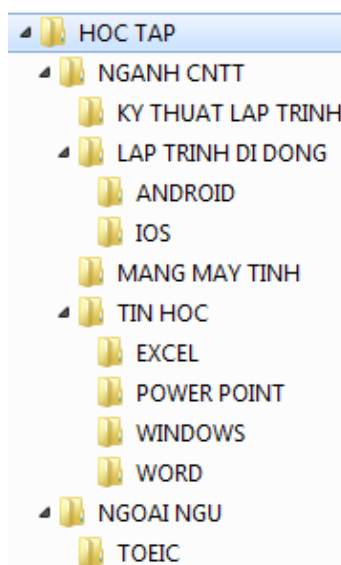 HOC TAP
NGANH CNTT
KY THUAT LAP TRINH
LAP TRINH DI DONG
ANDROID
IOS
MANG MAY TINH
TIN HOC
EXCEL
POWER POINT
WINDOWS
WORD
NGOAI NGU
TOEIC